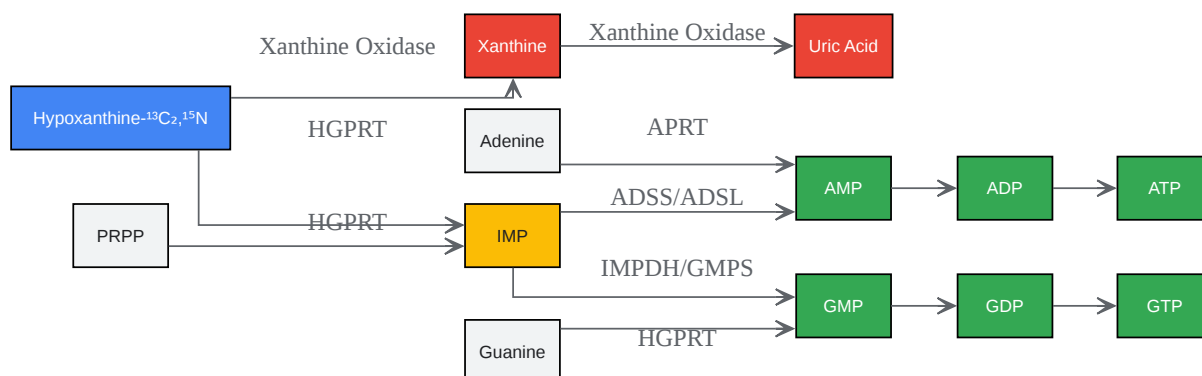 Xanthine Oxidase
Xanthine
Xanthine Oxidase
Uric Acid
Hypoxanthine-¹³C₂,¹⁵N
HGPRT
Adenine
APRT
AMP
ADP
ATP
ADSS/ADSL
PRPP
HGPRT
IMP
IMPDH/GMPS
GMP
GDP
GTP
Guanine
HGPRT